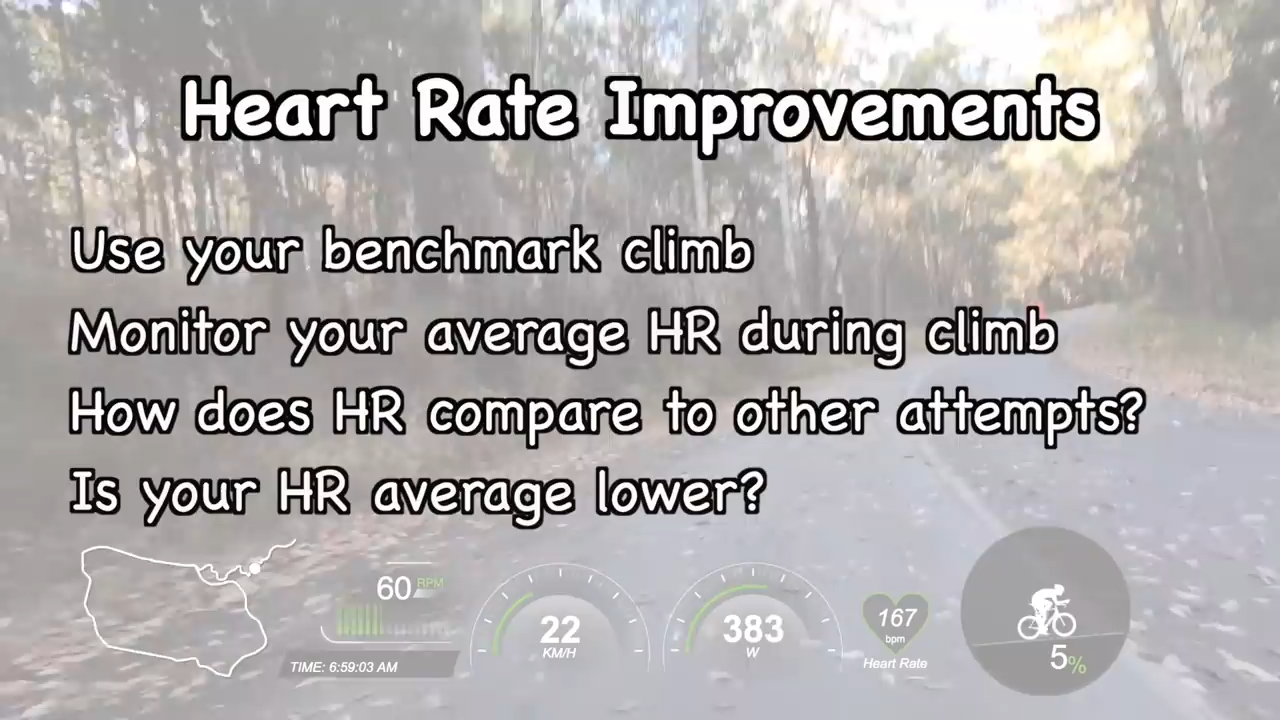 Heart Rate Improvements
Use your benchmark climb
Monitor your average HR during climb
How does HR compare to other attempts?
Is your HR average lower?
60 RPM
TIME: 6:59:03 AM
22
KM/H
383
W
167
bpm
Heart Rate
5%